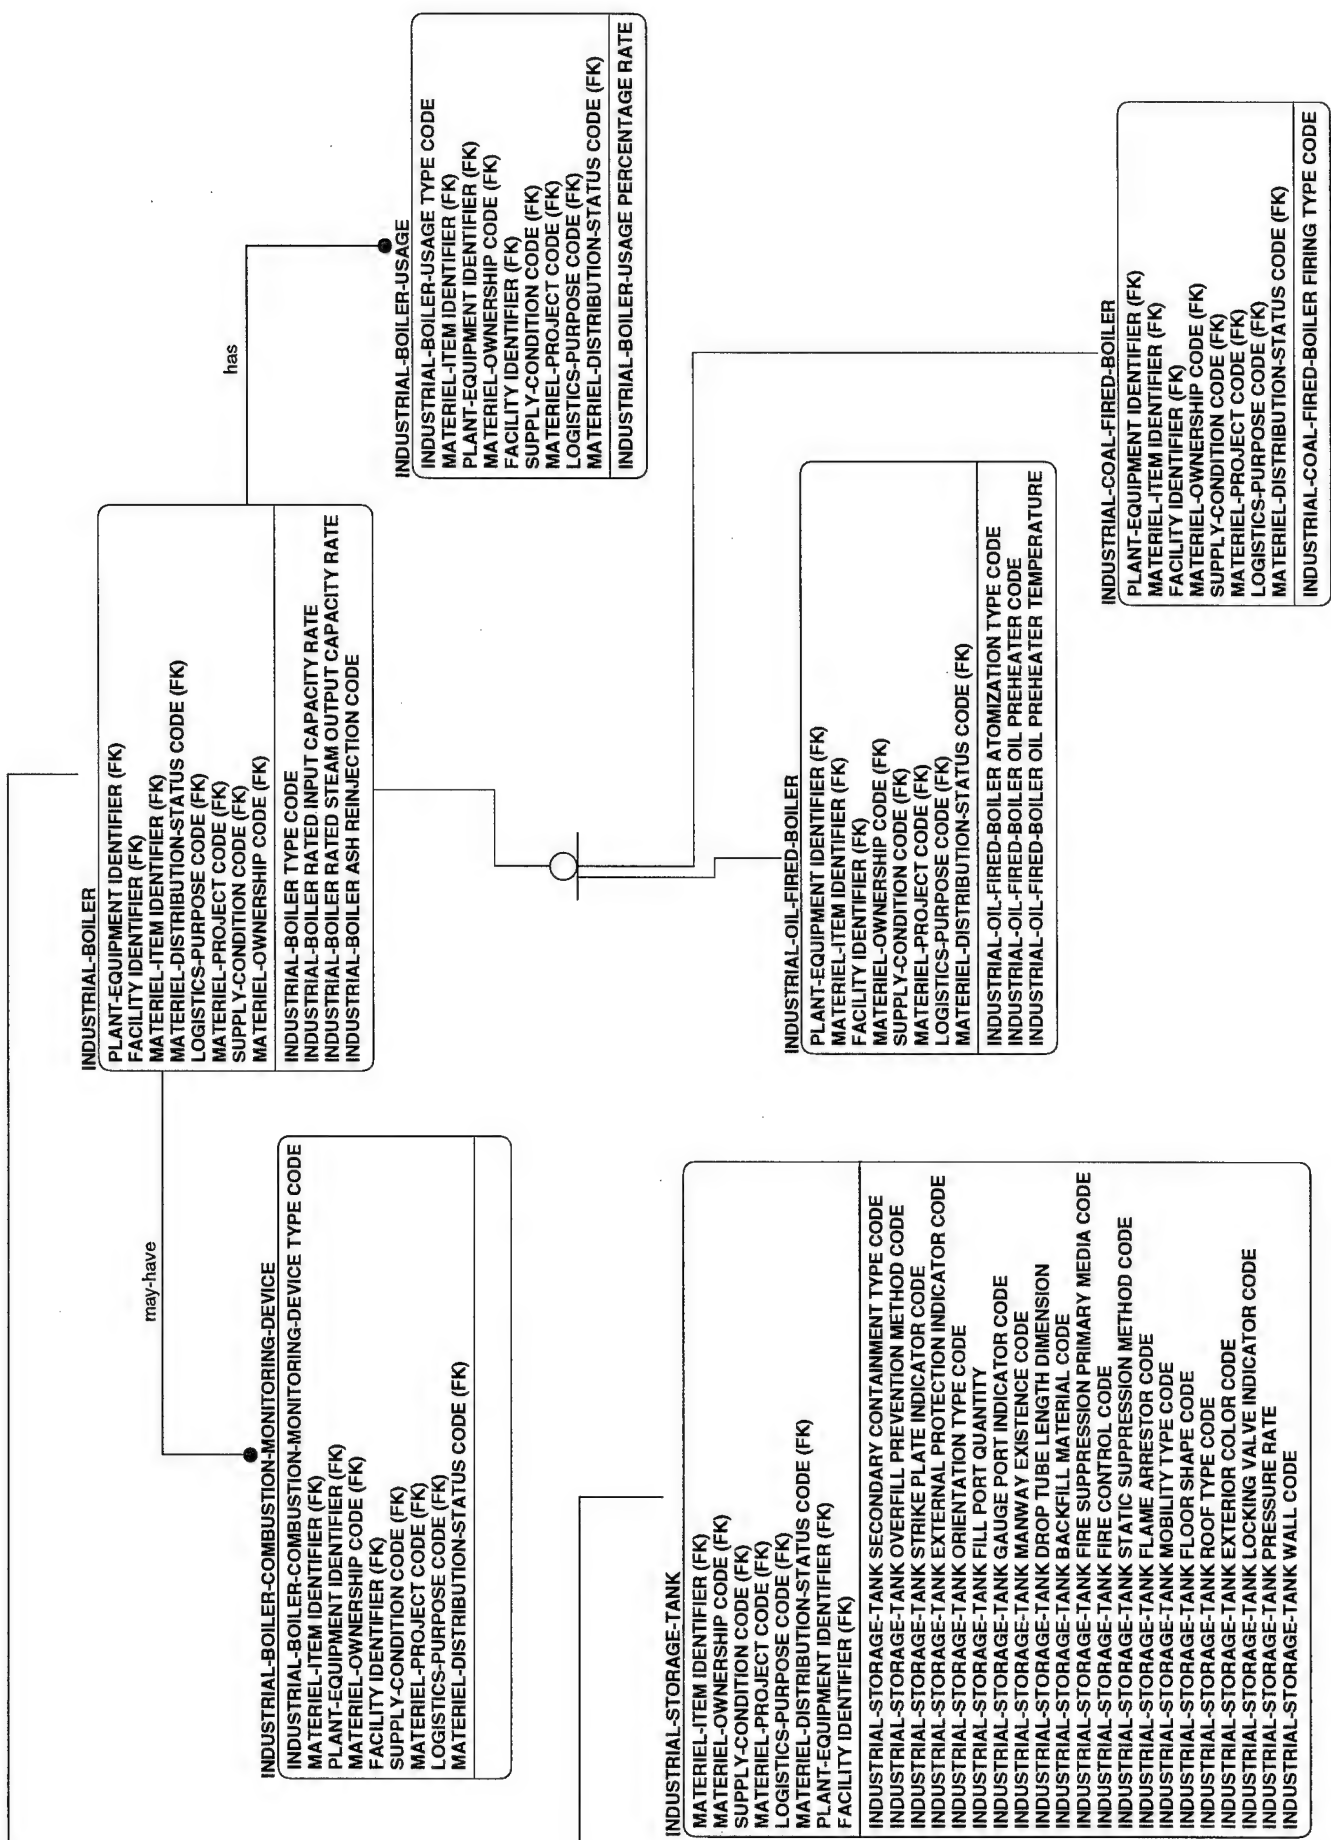 INDUSTRIAL-BOILER
PLANT-EQUIPMENT IDENTIFIER (FK)
FACILITY IDENTIFIER (FK)
MATERIEL-ITEM IDENTIFIER (FK)
MATERIEL-DISTRIBUTION-STATUS CODE (FK)
LOGISTICS-PURPOSE CODE (FK)
MATERIEL-PROJECT CODE (FK)
SUPPLY-CONDITION CODE (FK)
MATERIEL-OWNERSHIP CODE (FK)
INDUSTRIAL-BOILER TYPE CODE
INDUSTRIAL-BOILER RATED INPUT CAPACITY RATE
INDUSTRIAL-BOILER RATED STEAM OUTPUT CAPACITY RATE
INDUSTRIAL-BOILER ASH REINJECTION CODE
may-have
has
INDUSTRIAL-BOILER-COMBUSTION-MONITORING-DEVICE
INDUSTRIAL-BOILER-COMBUSTION-MONITORING-DEVICE TYPE CODE
MATERIEL-ITEM IDENTIFIER (FK)
PLANT-EQUIPMENT IDENTIFIER (FK)
MATERIEL-OWNERSHIP CODE (FK)
FACILITY IDENTIFIER (FK)
SUPPLY-CONDITION CODE (FK)
MATERIEL-PROJECT CODE (FK)
LOGISTICS-PURPOSE CODE (FK)
MATERIEL-DISTRIBUTION-STATUS CODE (FK)
INDUSTRIAL-BOILER-USAGE
INDUSTRIAL-BOILER-USAGE TYPE CODE
MATERIEL-ITEM IDENTIFIER (FK)
PLANT-EQUIPMENT IDENTIFIER (FK)
MATERIEL-OWNERSHIP CODE (FK)
FACILITY IDENTIFIER (FK)
SUPPLY-CONDITION CODE (FK)
MATERIEL-PROJECT CODE (FK)
LOGISTICS-PURPOSE CODE (FK)
MATERIEL-DISTRIBUTION-STATUS CODE (FK)
INDUSTRIAL-BOILER-USAGE PERCENTAGE RATE
INDUSTRIAL-STORAGE-TANK
MATERIEL-ITEM IDENTIFIER (FK)
MATERIEL-OWNERSHIP CODE (FK)
SUPPLY-CONDITION CODE (FK)
MATERIEL-PROJECT CODE (FK)
LOGISTICS-PURPOSE CODE (FK)
MATERIEL-DISTRIBUTION-STATUS CODE (FK)
PLANT-EQUIPMENT IDENTIFIER (FK)
FACILITY IDENTIFIER (FK)
INDUSTRIAL-STORAGE-TANK SECONDARY CONTAINMENT TYPE CODE
INDUSTRIAL-STORAGE-TANK OVERFILL PREVENTION METHOD CODE
INDUSTRIAL-STORAGE-TANK STRIKE PLATE INDICATOR CODE
INDUSTRIAL-STORAGE-TANK EXTERNAL PROTECTION INDICATOR CODE
INDUSTRIAL-STORAGE-TANK ORIENTATION TYPE CODE
INDUSTRIAL-STORAGE-TANK FILL PORT QUANTITY
INDUSTRIAL-STORAGE-TANK GAUGE PORT INDICATOR CODE
INDUSTRIAL-STORAGE-TANK MANWAY EXISTENCE CODE
INDUSTRIAL-STORAGE-TANK DROP TUBE LENGTH DIMENSION
INDUSTRIAL-STORAGE-TANK BACKFILL MATERIAL CODE
INDUSTRIAL-STORAGE-TANK FIRE SUPPRESSION PRIMARY MEDIA CODE
INDUSTRIAL-STORAGE-TANK FIRE CONTROL CODE
INDUSTRIAL-STORAGE-TANK STATIC SUPPRESSION METHOD CODE
INDUSTRIAL-STORAGE-TANK FLAME ARRESTOR CODE
INDUSTRIAL-STORAGE-TANK MOBILITY TYPE CODE
INDUSTRIAL-STORAGE-TANK FLOOR SHAPE CODE
INDUSTRIAL-STORAGE-TANK ROOF TYPE CODE
INDUSTRIAL-STORAGE-TANK EXTERIOR COLOR CODE
INDUSTRIAL-STORAGE-TANK LOCKING VALVE INDICATOR CODE
INDUSTRIAL-STORAGE-TANK PRESSURE RATE
INDUSTRIAL-STORAGE-TANK WALL CODE
INDUSTRIAL-OIL-FIRED-BOILER
PLANT-EQUIPMENT IDENTIFIER (FK)
MATERIEL-ITEM IDENTIFIER (FK)
FACILITY IDENTIFIER (FK)
MATERIEL-OWNERSHIP CODE (FK)
SUPPLY-CONDITION CODE (FK)
MATERIEL-PROJECT CODE (FK)
LOGISTICS-PURPOSE CODE (FK)
MATERIEL-DISTRIBUTION-STATUS CODE (FK)
INDUSTRIAL-OIL-FIRED-BOILER ATOMIZATION TYPE CODE
INDUSTRIAL-OIL-FIRED-BOILER OIL PREHEATER CODE
INDUSTRIAL-OIL-FIRED-BOILER OIL PREHEATER TEMPERATURE
INDUSTRIAL-COAL-FIRED-BOILER
PLANT-EQUIPMENT IDENTIFIER (FK)
MATERIEL-ITEM IDENTIFIER (FK)
FACILITY IDENTIFIER (FK)
MATERIEL-OWNERSHIP CODE (FK)
SUPPLY-CONDITION CODE (FK)
MATERIEL-PROJECT CODE (FK)
LOGISTICS-PURPOSE CODE (FK)
MATERIEL-DISTRIBUTION-STATUS CODE (FK)
INDUSTRIAL-COAL-FIRED-BOILER FIRING TYPE CODE